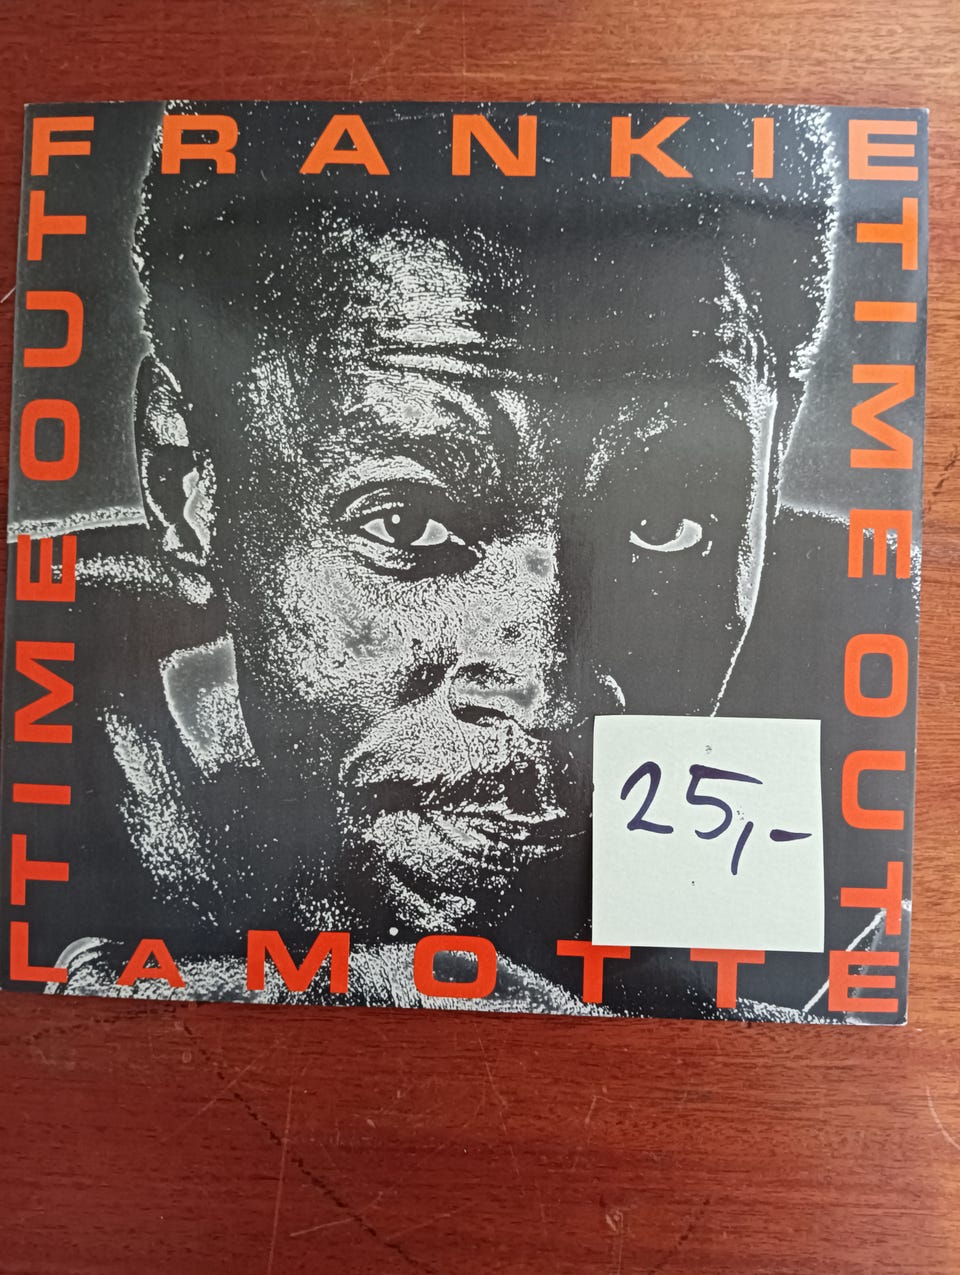 FRANKIE
TIME OUT
TIME OUT
LAMOTTE
25,-